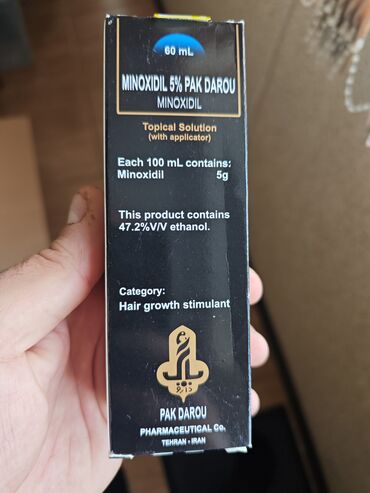 60 mL
MINOXIDIL 5% PAK DAROU
MINOXIDIL
Topical Solution
(with applicator)
Each 100 mL contains:
Minoxidil 5g
This product contains
47.2%V/V ethanol.
Category:
Hair growth stimulant
PAK DAROU
PHARMACEUTICAL Co.
TEHRAN - IRAN